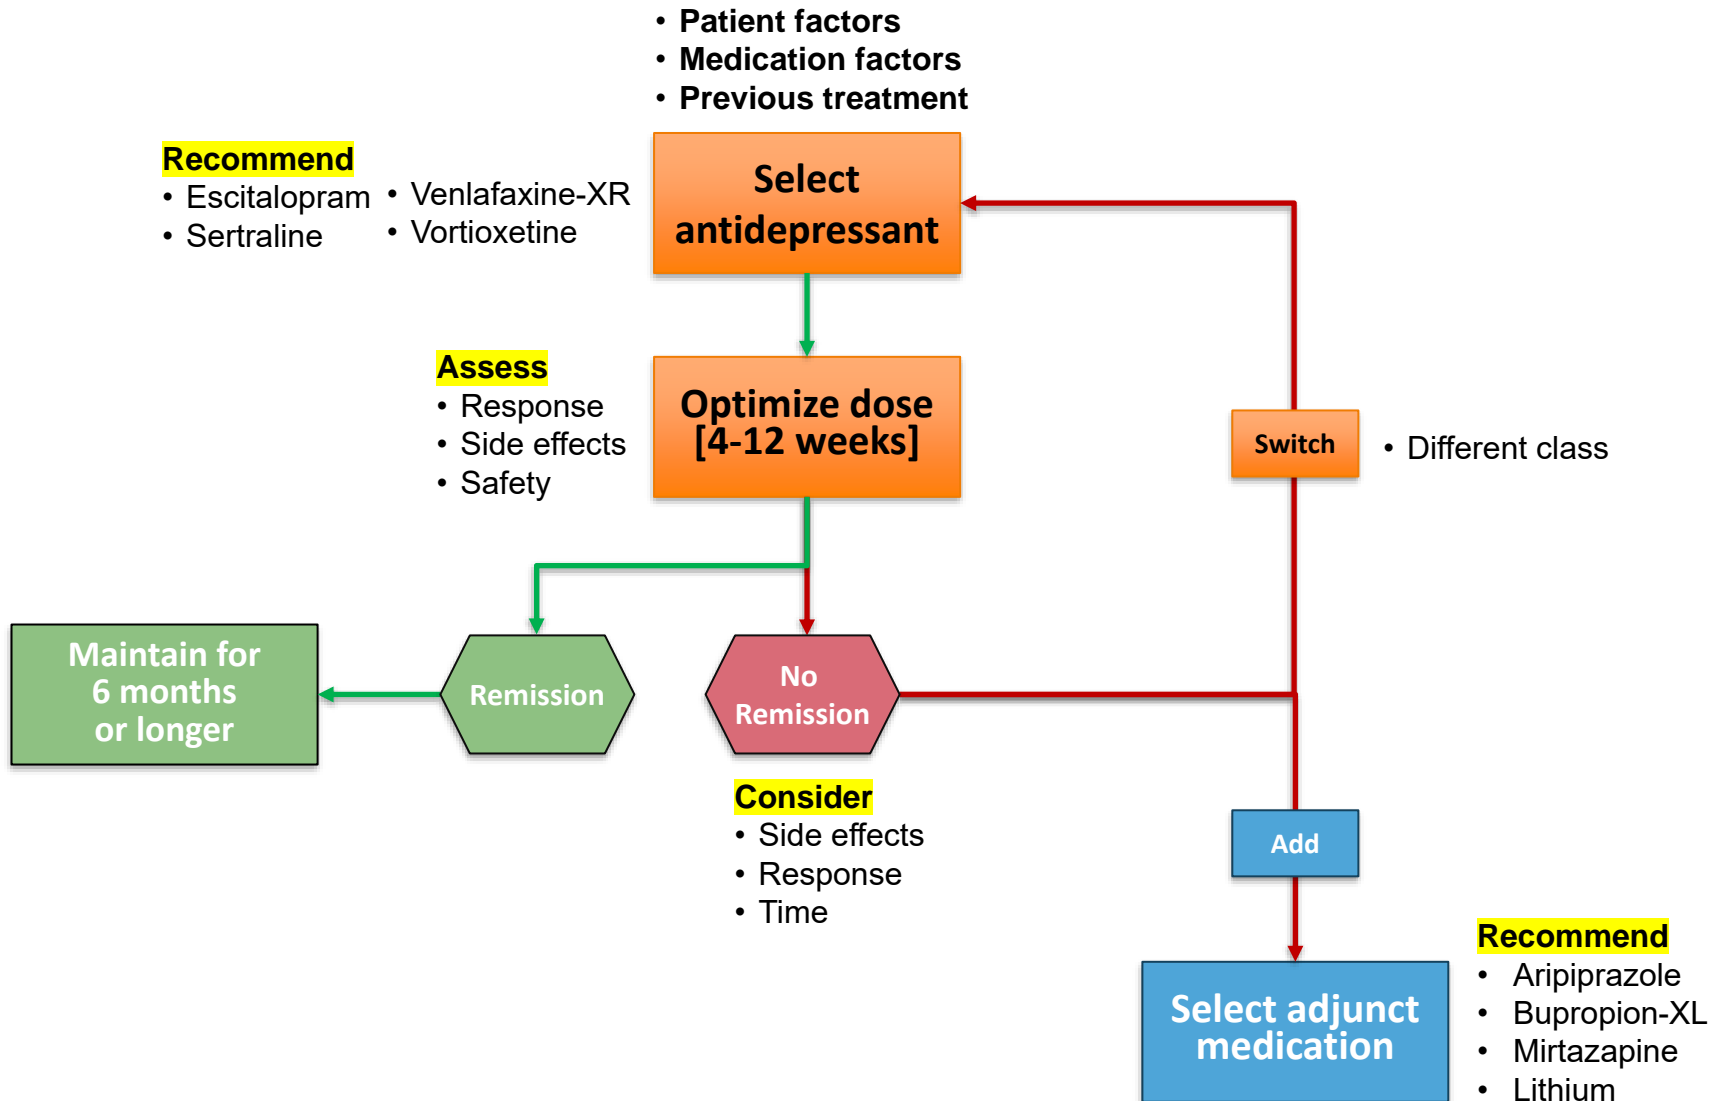 • Patient factors
• Medication factors
• Previous treatment
Recommend
• Escitalopram
• Sertraline
• Venlafaxine-XR
• Vortioxetine
Select
antidepressant
Assess
• Response
• Side effects
• Safety
Optimize dose
[4-12 weeks]
Switch
• Different class
Maintain for
6 months
or longer
Remission
No
Remission
Consider
• Side effects
• Response
• Time
Add
Select adjunct
medication
Recommend
• Aripiprazole
• Bupropion-XL
• Mirtazapine
• Lithium